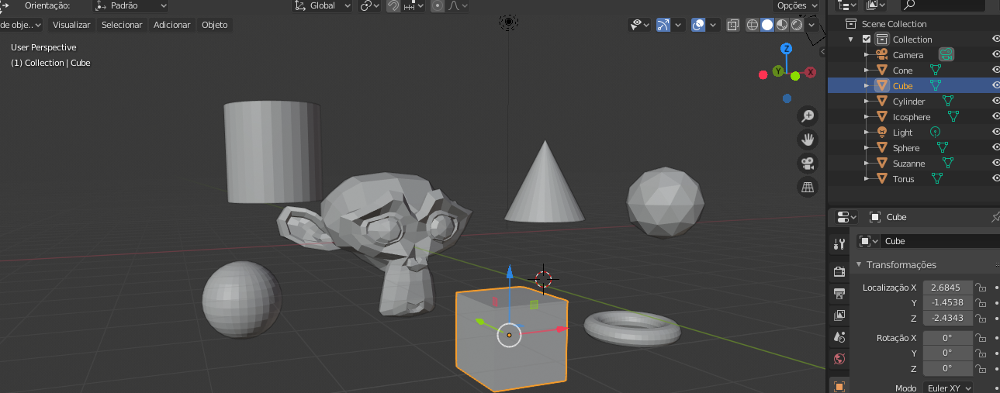 Orientação: Padrão Global Opções
de obje.. Visualizar Selecionar Adicionar Objeto
User Perspective
(1) Collection | Cube
Z
Y X
Scene Collection
Collection
Camera
Cone
Cube
Cylinder
Icosphere
Light
Sphere
Suzanne
Torus
Cube
Cube
Transformações
Localização X 2.6845
Y -1.4538
Z -2.4343
Rotação X 0°
Y 0°
Z 0°
Modo Euler XY